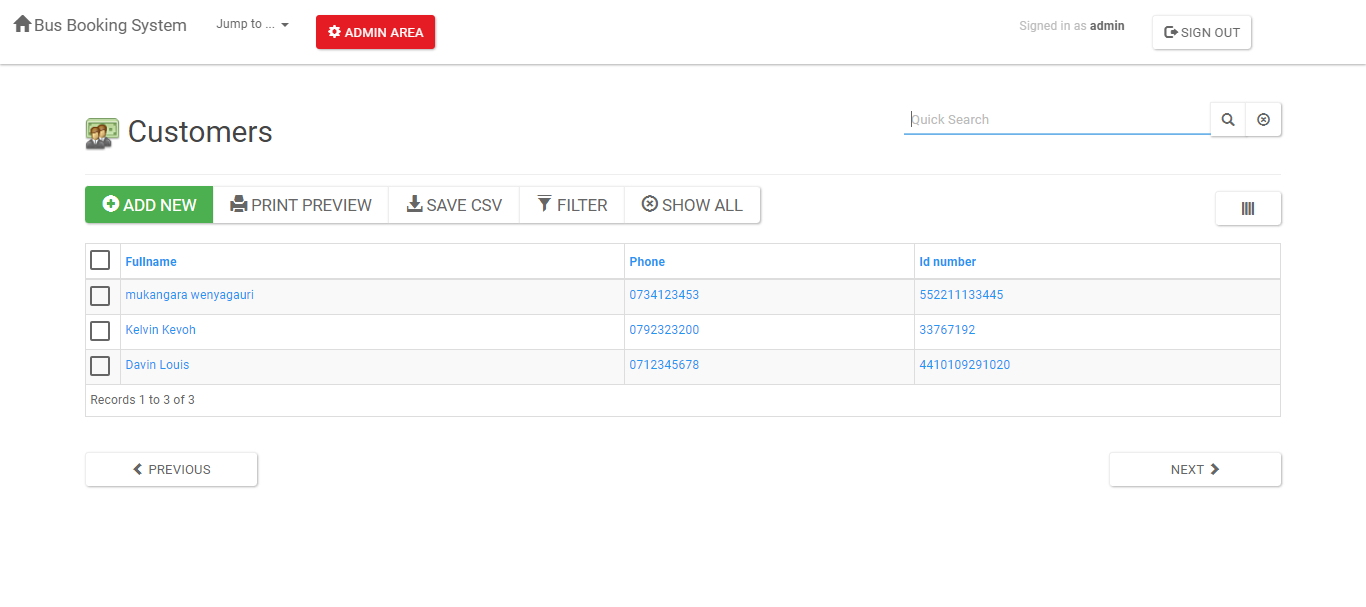 Bus Booking System Jump to ... ADMIN AREA Signed in as admin SIGN OUT
Customers Quick Search
ADD NEW PRINT PREVIEW SAVE CSV FILTER SHOW ALL
Fullname Phone Id number
mukangara wenyagauri 0734123453 552211133445
Kelvin Kevoh 0792323200 33767192
Davin Louis 0712345678 4410109291020
Records 1 to 3 of 3
PREVIOUS NEXT